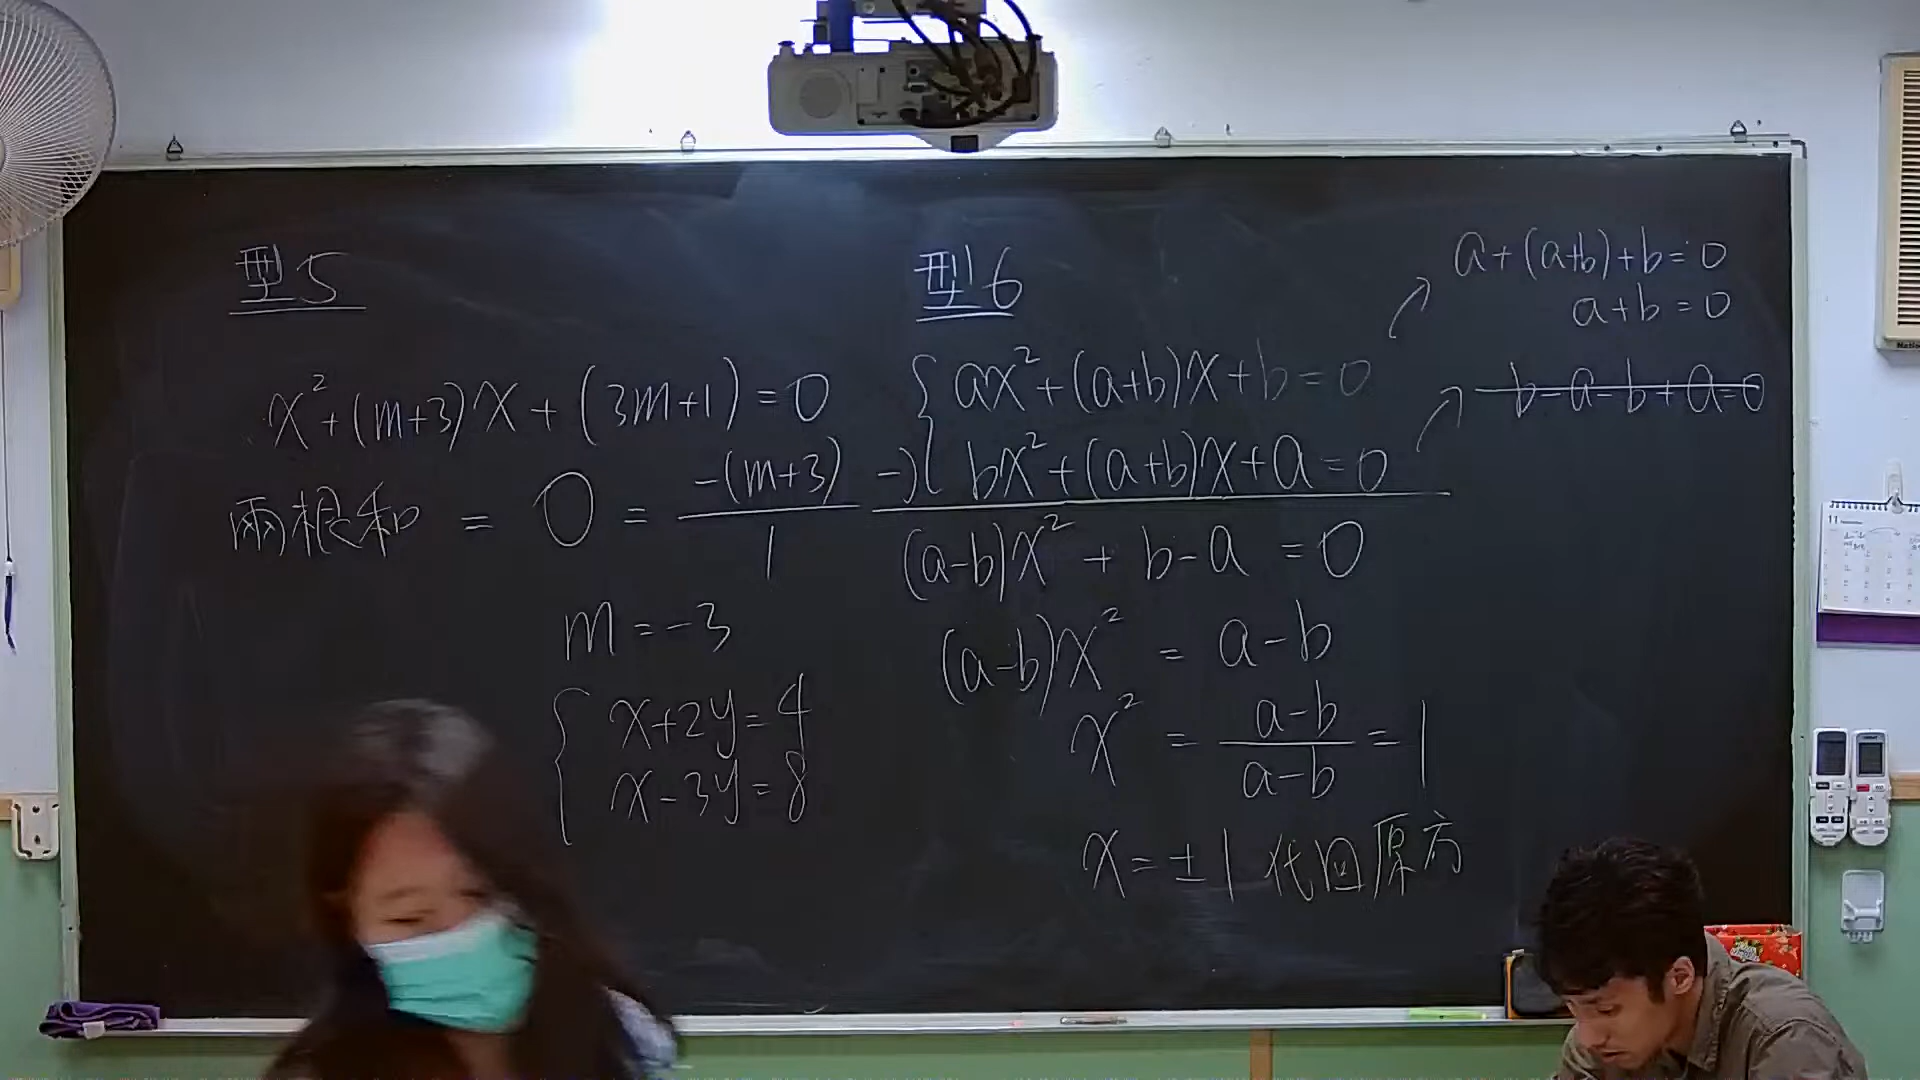 型5
x²+(m+3)x+(3m+1)=0
兩根和 = 0 = -(m+3)/1
m=-3
{ x+2y=4
x-3y=8
型6
{ ax²+(a+b)x+b=0
-) bx²+(a+b)x+a=0
(a-b)x² + b-a = 0
(a-b)x² = a-b
x² = a-b/a-b = 1
x=±1 代回原方
a+(a+b)+b=0
a+b=0
b-a-b+a=0
11